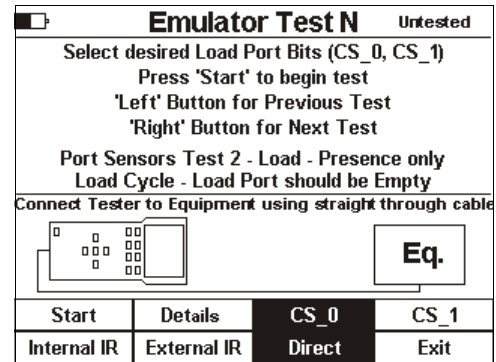 Emulator Test N Untested
Select desired Load Port Bits (CS_0, CS_1)
Press 'Start' to begin test
'Left' Button for Previous Test
'Right' Button for Next Test
Port Sensors Test 2 - Load - Presence only
Load Cycle - Load Port should be Empty
Connect Tester to Equipment using straight through cable
Eq.
Start Details CS_0 CS_1
Internal IR External IR Direct Exit